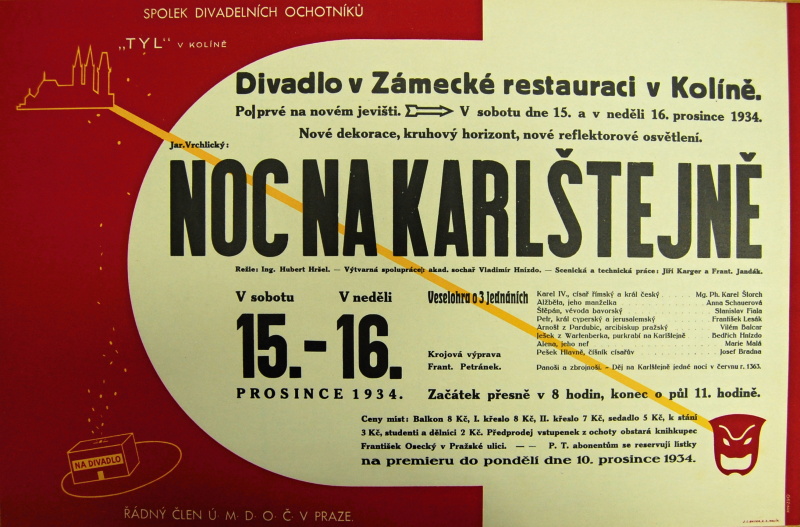 SPOLEK DIVADELNÍCH OCHOTNÍKŮ
„TYL“ V KOLÍNĚ
Divadlo v Zámecké restauraci v Kolíně.
Poprvé na novém jevišti. V sobotu dne 15. a v neděli 16. prosince 1934.
Nové dekorace, kruhový horizont, nové reflektorové osvětlení.
Jar. Vrchlický:
NOC NA KARLŠTEJNĚ
Režie: Ing. Hubert Hršel. — Výtvarná spolupráce: akad. sochař Vladimír Hnízdo. — Scenická a technická práce: Jiří Karger a Frant. Jandák.
V sobotu V neděli
15. - 16.
PROSINCE 1934.
Veselohra o 3 jednáních
Krojová výprava
Frant. Petránek.
Karel IV., císař římský a král český . Mg. Ph. Karel Štorch
Alžběta, jeho manželka . Anna Schauerová
Štěpán, vévoda bavorský . Stanislav Fiala
Petr, král cyperský a jerusalemský . František Lesák
Arnošt z Pardubic, arcibiskup pražský . Vilém Balcar
Ješek z Wartenberka, purkrabí na Karlštejně . Bedřich Hnízdo
Alena, jeho neť . Marie Malá
Pešek Hlavně, číšník císařův . Josef Bradna
Panoši a zbrojnoši. - Děj na Karlštejně jedné noci v červnu r. 1363.
Začátek přesně v 8 hodin, konec o půl 11. hodině.
Ceny míst: Balkon 8 Kč, I. křeslo 8 Kč, II. křeslo 7 Kč, sedadlo 5 Kč, k stání
3 Kč, studenti a dělníci 2 Kč. Předprodej vstupenek z ochoty obstará knihkupec
František Osecký v Pražské ulici. — — P. T. abonentům se reservují lístky
na premieru do pondělí dne 10. prosince 1934.
NA DIVADLO
ŘÁDNÝ ČLEN Ú·M·D·O·Č· V PRAZE.